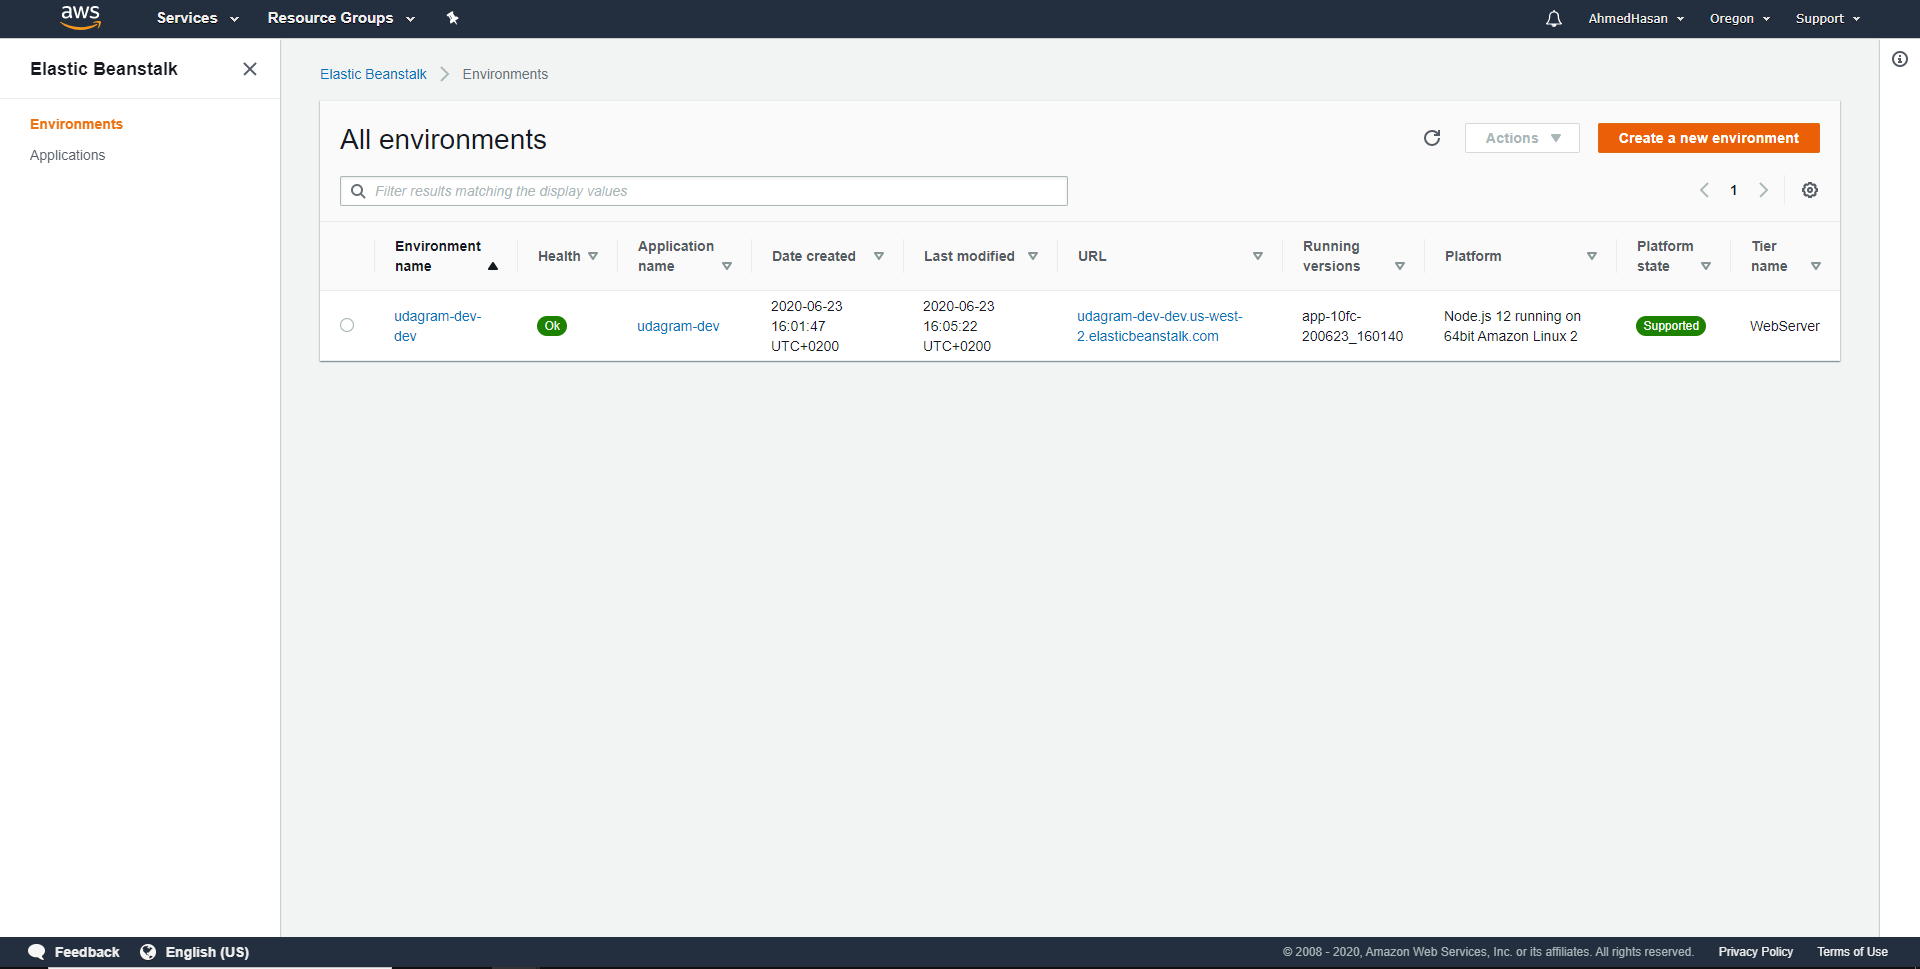 aws
Services
Resource Groups
AhmedHasan
Oregon
Support
Elastic Beanstalk
Environments
Applications
Elastic Beanstalk
Environments
All environments
Actions
Create a new environment
Filter results matching the display values
1
Environment
name
Health
Application
name
Date created
Last modified
URL
Running
versions
Platform
Platform
state
Tier
name
udagram-dev-
dev
Ok
udagram-dev
2020-06-23
16:01:47
UTC+0200
2020-06-23
16:05:22
UTC+0200
udagram-dev-dev.us-west-
2.elasticbeanstalk.com
app-10fc-
200623_160140
Node.js 12 running on
64bit Amazon Linux 2
Supported
WebServer
Feedback
English (US)
© 2008 - 2020, Amazon Web Services, Inc. or its affiliates. All rights reserved.
Privacy Policy
Terms of Use